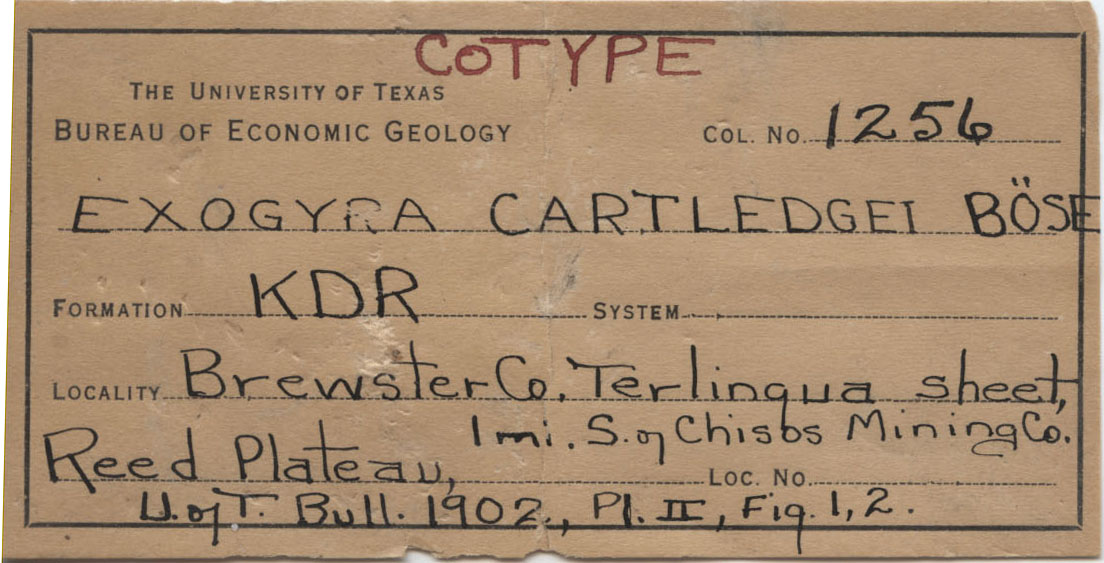 COTYPE
THE UNIVERSITY OF TEXAS
BUREAU OF ECONOMIC GEOLOGY
COL. NO. 1256
EXOGYRA CARTLEDGEI BÖSE
FORMATION KDR SYSTEM
LOCALITY Brewster Co. Terlingua sheet,
1 mi. S. of Chisos Mining Co.
Reed Plateau, LOC. NO.
U. of T. Bull. 1902, Pl. II, Fig. 1, 2.